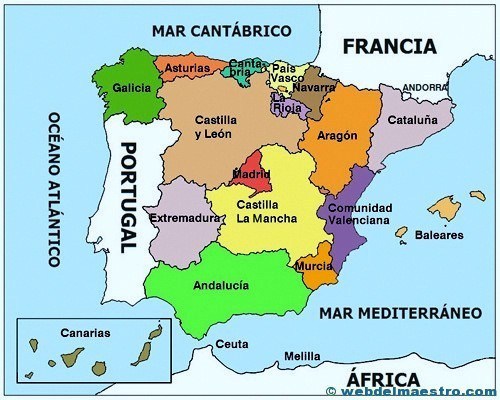 MAR CANTÁBRICO
FRANCIA
ANDORRA
Asturias
Canta
bria
País
Vasco
Navarra
Galicia
La
Rioja
Castilla
y León
Aragón
Cataluña
OCÉANO ATLÁNTICO
PORTUGAL
Madrid
Extremadura
Castilla
La Mancha
Comunidad
Valenciana
Baleares
Murcia
Andalucía
MAR MEDITERRÁNEO
Canarias
Ceuta
Melilla
ÁFRICA
© webdelmaestro.com